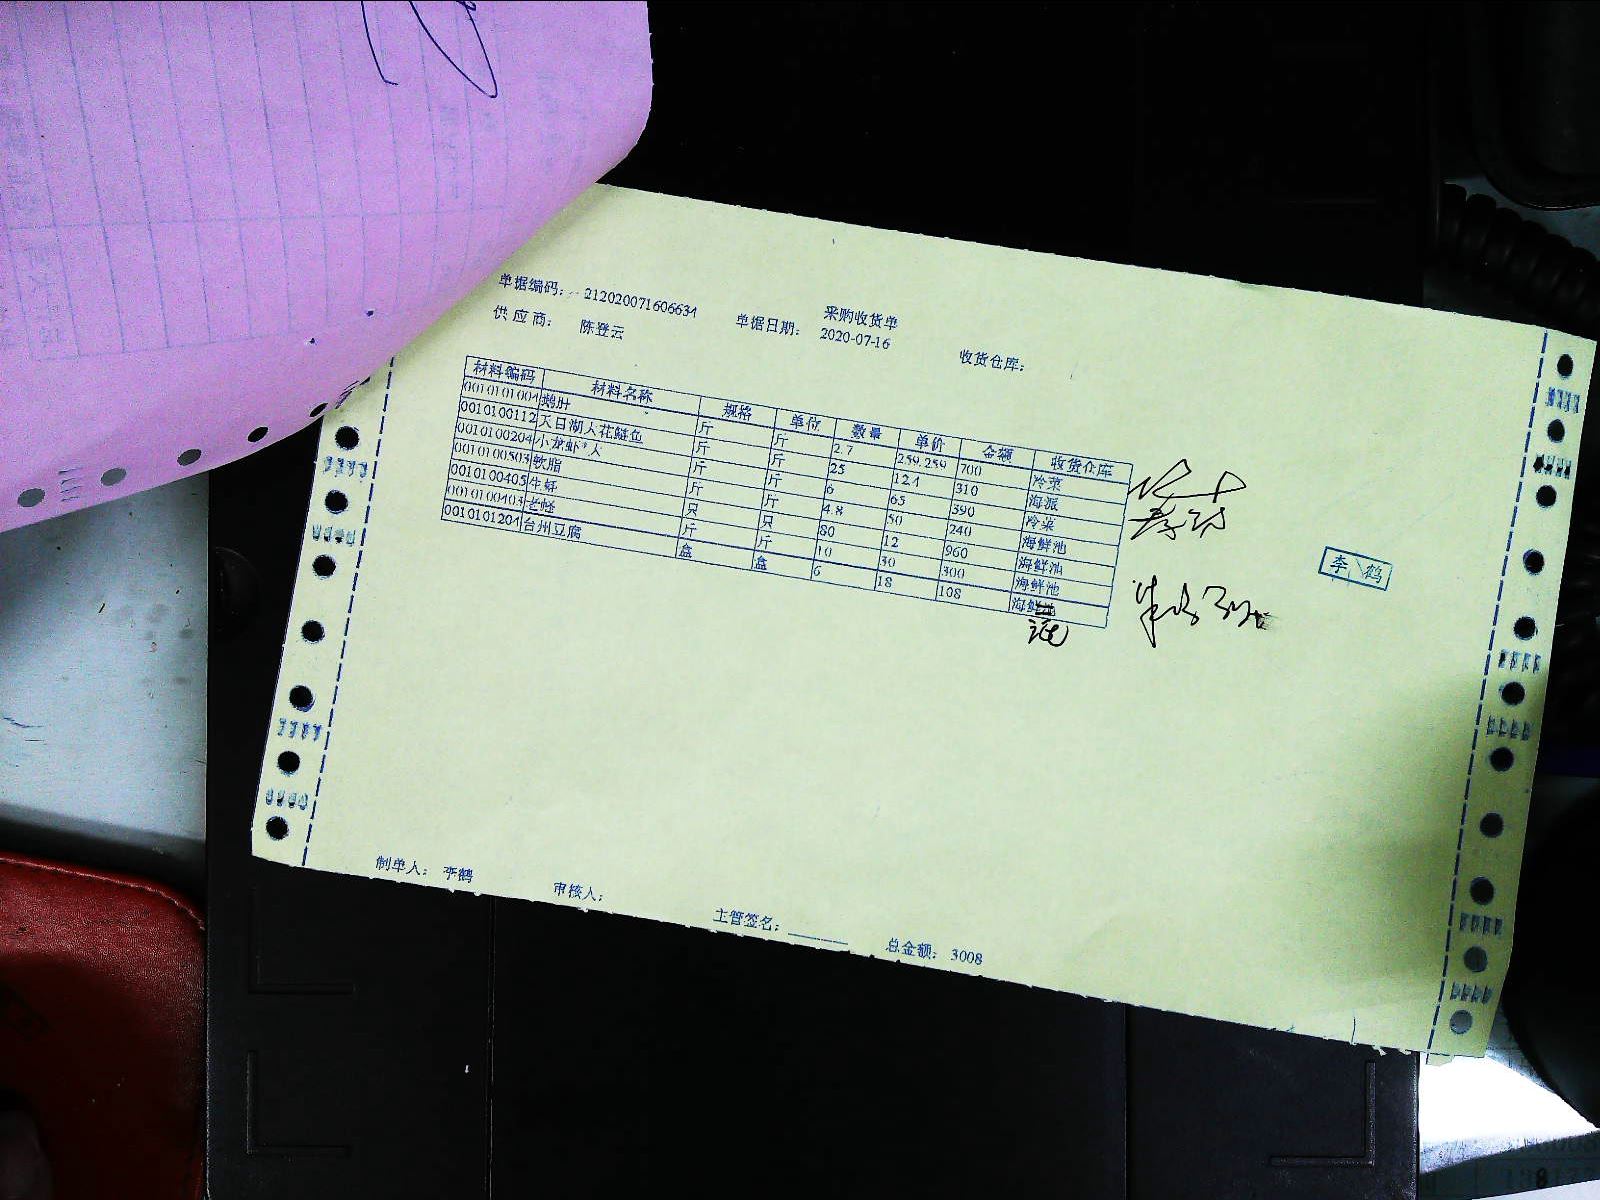 采购收货单
单据编码: 212020071606634 单据日期: 2020-07-16 收货仓库:
供应商: 陈登云
材料编码 材料名称 规格 单位 数量 单价 金额 收货仓库
0010101004 鹅肝 斤 斤 2.7 259.259 700 冷菜
0010100112 天目湖大花鲢鱼 斤 斤 25 12.4 310 海派
0010100204 小龙虾*大 斤 斤 6 65 390 冷菜
0010100503 软脂 斤 斤 4.8 50 240 海鲜池
0010100405 生蚝 只 只 80 12 960 海鲜池
0010100403 老蛏 斤 斤 10 30 300 海鲜池
0010101204 台州豆腐 盒 盒 6 18 108 海鲜
李鹤
制单人: 李鹤 审核人: 主管签名: 总金额: 3008